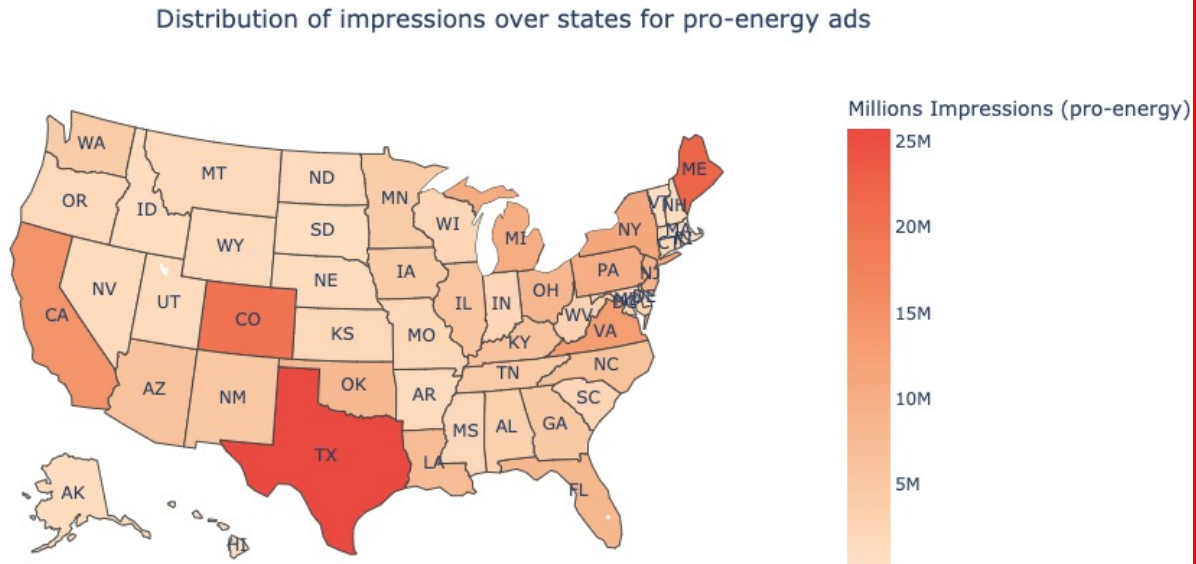 Distribution of impressions over states for pro-energy ads
Millions Impressions (pro-energy)
25M
20M
15M
10M
5M
WA
MT
ND
MN
ME
OR
ID
SD
WI
VT
NH
WY
MI
NY
MA
CT
NE
IA
PA
NJ
NV
UT
CO
IL
IN
OH
DE
CA
KS
MO
WV
VA
KY
AZ
NM
OK
TN
NC
AR
SC
MS
AL
GA
TX
LA
FL
AK
HI